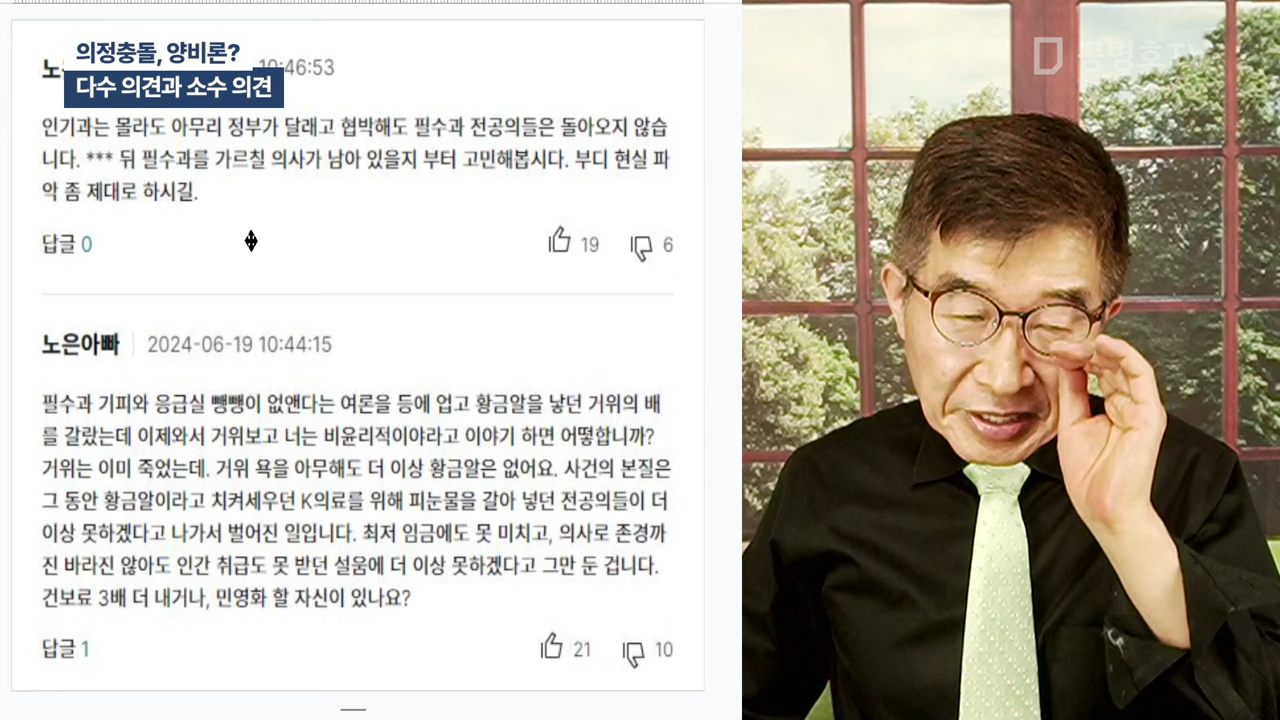 의정충돌, 양비론?
다수 의견과 소수 의견
노
10:46:53
인기과는 몰라도 아무리 정부가 달래고 협박해도 필수과 전공의들은 돌아오지 않습
니다. *** 뒤 필수과를 가르칠 의사가 남아 있을지 부터 고민해봅시다. 부디 현실 파
악 좀 제대로 하시길.
답글 0
19
6
노은아빠
2024-06-19 10:44:15
필수과 기피와 응급실 뺑뺑이 없앤다는 여론을 등에 업고 황금알을 낳던 거위의 배
를 갈랐는데 이제와서 거위보고 너는 비윤리적이야라고 이야기 하면 어떻합니까?
거위는 이미 죽었는데. 거위 욕을 아무해도 더 이상 황금알은 없어요. 사건의 본질은
그 동안 황금알이라고 치켜세우던 K의료를 위해 피눈물을 갈아 넣던 전공의들이 더
이상 못하겠다고 나가서 벌어진 일입니다. 최저 임금에도 못 미치고, 의사로 존경까
진 바라진 않아도 인간 취급도 못 받던 설움에 더 이상 못하겠다고 그만 둔 겁니다.
건보료 3배 더 내거나, 민영화 할 자신이 있나요?
답글 1
21
10
공병호TV